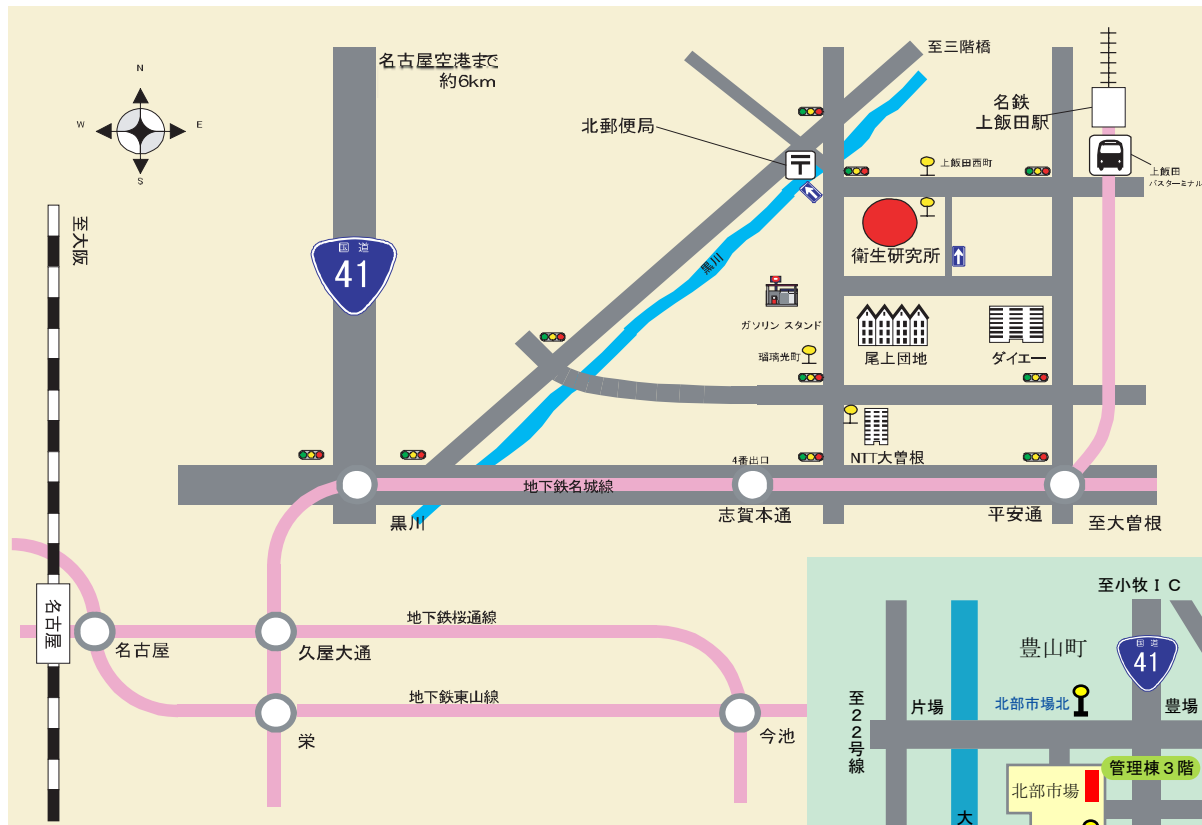 名古屋空港まで
約6km
至三階橋
名鉄
上飯田駅
北郵便局
N
W
E
S
上飯田西町
上飯田
バスターミナル
至大阪
国道
41
衛生研究所
黒川
ガソリン スタンド
瑠璃光町
尾上団地
ダイエー
NTT大曽根
4番出口
地下鉄名城線
黒川
志賀本通
平安通
至大曽根
名古屋
名古屋
地下鉄桜通線
久屋大通
地下鉄東山線
栄
今池
至小牧IC
豊山町
国道
41
至22号線
片場
北部市場北
豊場
管理棟3階
北部市場
大